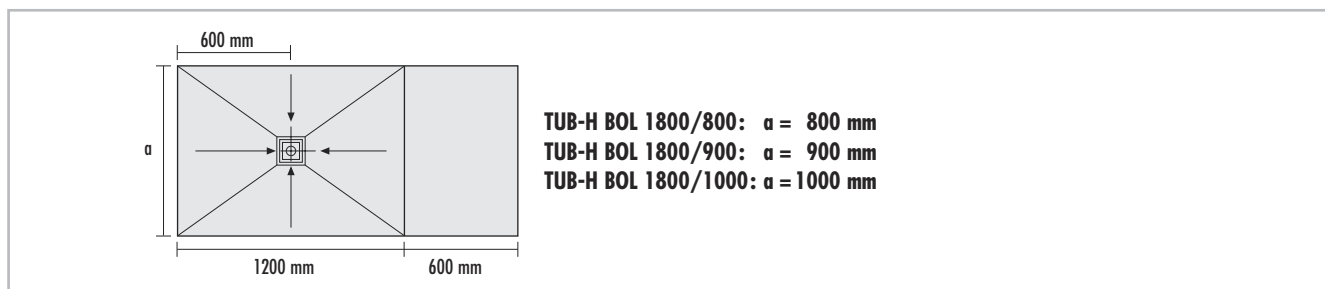 600 mm
a
TUB-H BOL 1800/800: a = 800 mm
TUB-H BOL 1800/900: a = 900 mm
TUB-H BOL 1800/1000: a = 1000 mm
1200 mm
600 mm